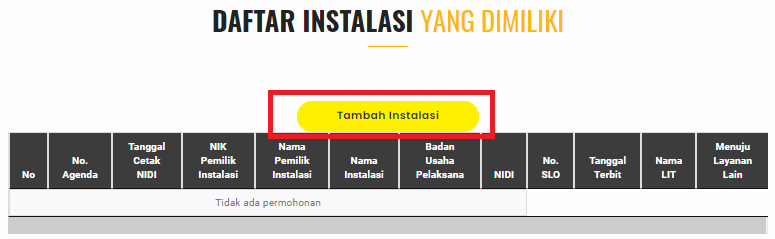 DAFTAR INSTALASI YANG DIMILIKI
Tambah Instalasi
No
No. Agenda
Tanggal Cetak NIDI
NIK Pemilik Instalasi
Nama Pemilik Instalasi
Nama Instalasi
Badan Usaha Pelaksana
NIDI
No. SLO
Tanggal Terbit
Nama LIT
Menuju Layanan Lain
Tidak ada permohonan